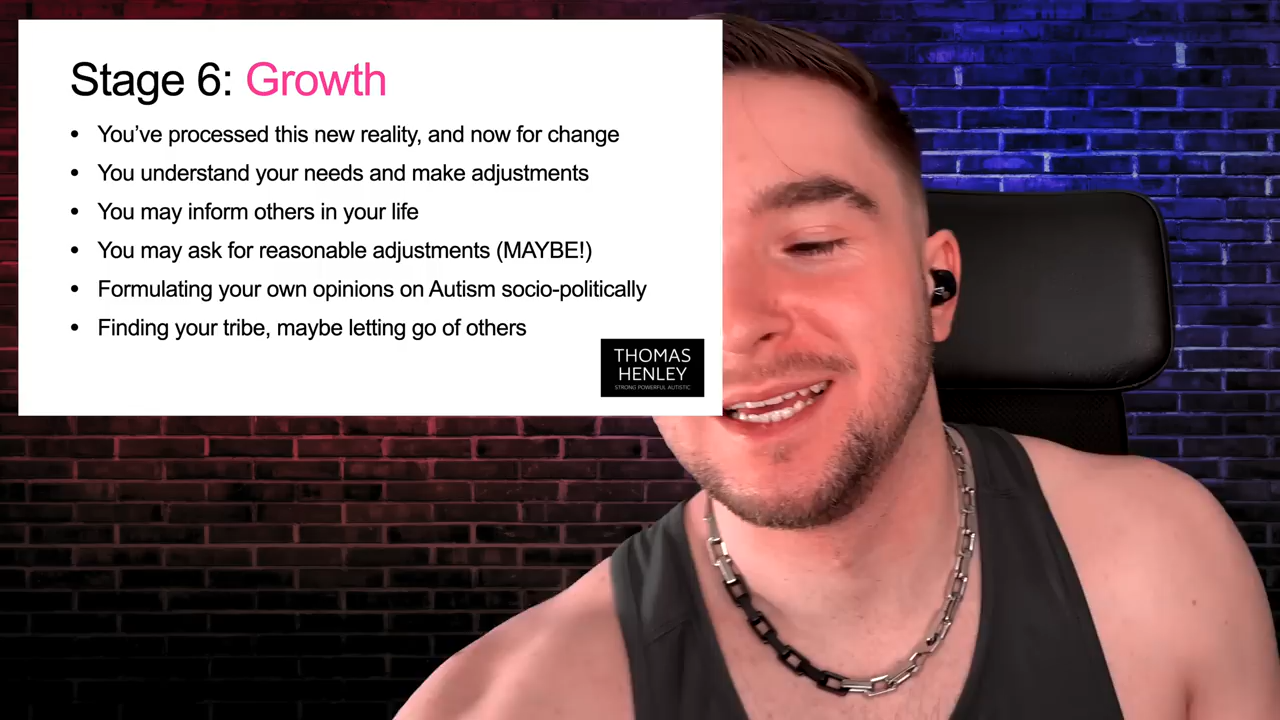 Stage 6: Growth
• You’ve processed this new reality, and now for change
• You understand your needs and make adjustments
• You may inform others in your life
• You may ask for reasonable adjustments (MAYBE!)
• Formulating your own opinions on Autism socio-politically
• Finding your tribe, maybe letting go of others
THOMAS
HENLEY
STRONG POWERFUL AUTISTIC